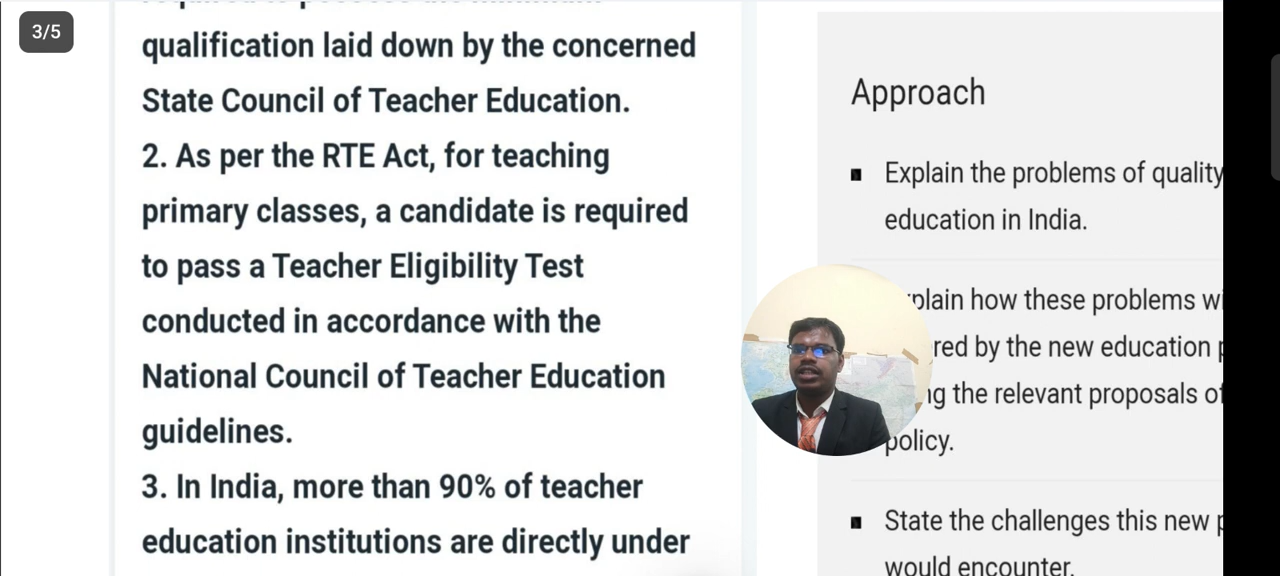 3/5
qualification laid down by the concerned
State Council of Teacher Education.
2. As per the RTE Act, for teaching
primary classes, a candidate is required
to pass a Teacher Eligibility Test
conducted in accordance with the
National Council of Teacher Education
guidelines.
3. In India, more than 90% of teacher
education institutions are directly under
Approach
Explain the problems of quality
education in India.
how these problems
by the new education
the relevant proposals of
policy.
State the challenges this new
would encounter.